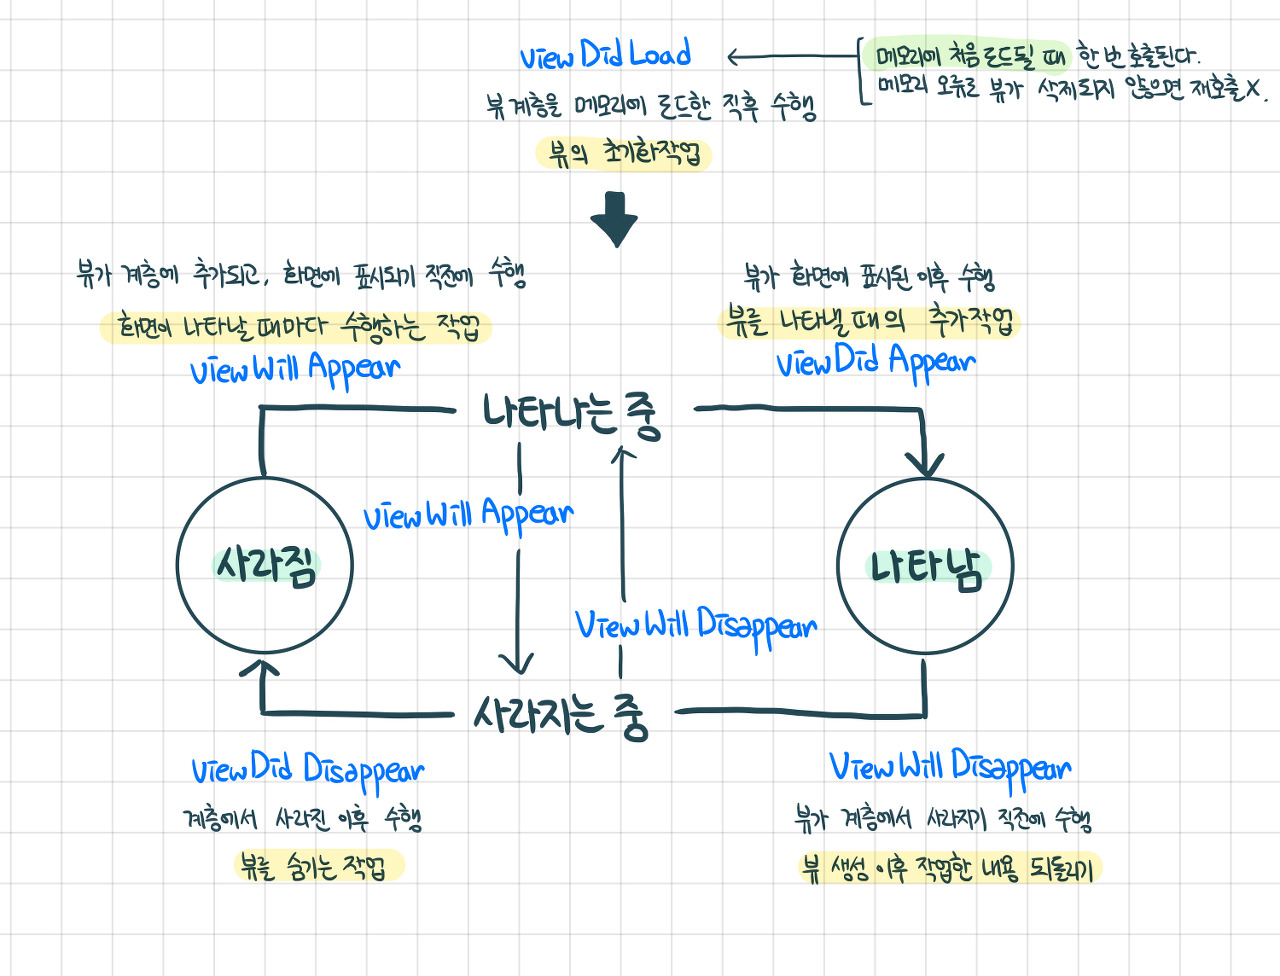 view Did Load
메모리에 처음 로드될 때 한 번 호출된다.
메모리 오류로 뷰가 삭제되지 않으면 재호출X.
뷰 계층을 메모리에 로드한 직후 수행
뷰의 초기화작업
뷰가 계층에 추가되고, 화면에 표시되기 직전에 수행
화면이 나타날 때마다 수행하는 작업
view Will Appear
뷰가 화면에 표시된 이후 수행
뷰를 나타낼 때의 추가작업
view Did Appear
나타나는 중
view Will Appear
사라짐
나타남
View Will Disappear
사라지는 중
view Did Disappear
계층에서 사라진 이후 수행
뷰를 숨기는 작업
View Will Disappear
뷰가 계층에서 사라지기 직전에 수행
뷰 생성 이후 작업한 내용 되돌리기